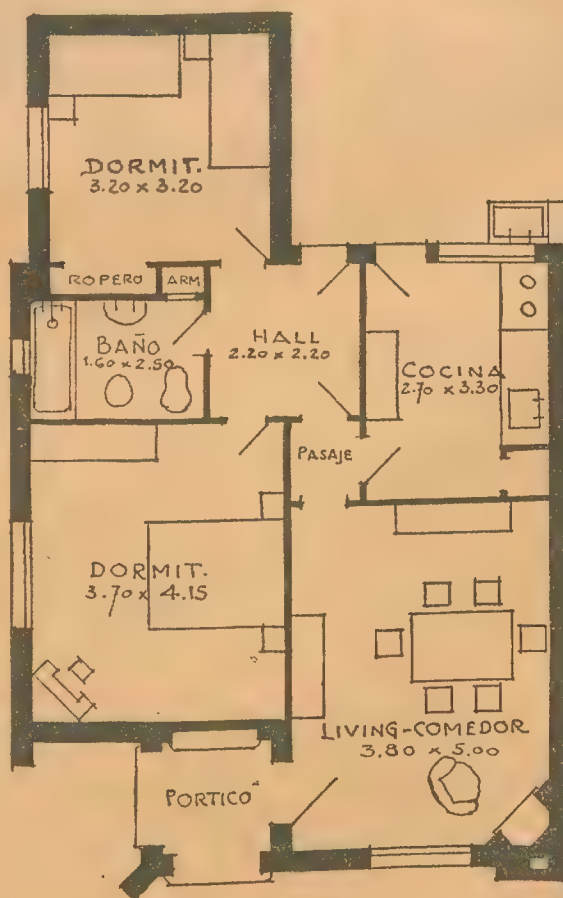 DORMIT.
3.20 x 3.20
ROPERO
ARM
BAÑO
1.60 x 2.50
HALL
2.20 x 2.20
COCINA
2.70 x 3.30
PASAJE
DORMIT.
3.70 x 4.15
LIVING-COMEDOR
3.80 x 5.00
PORTICO